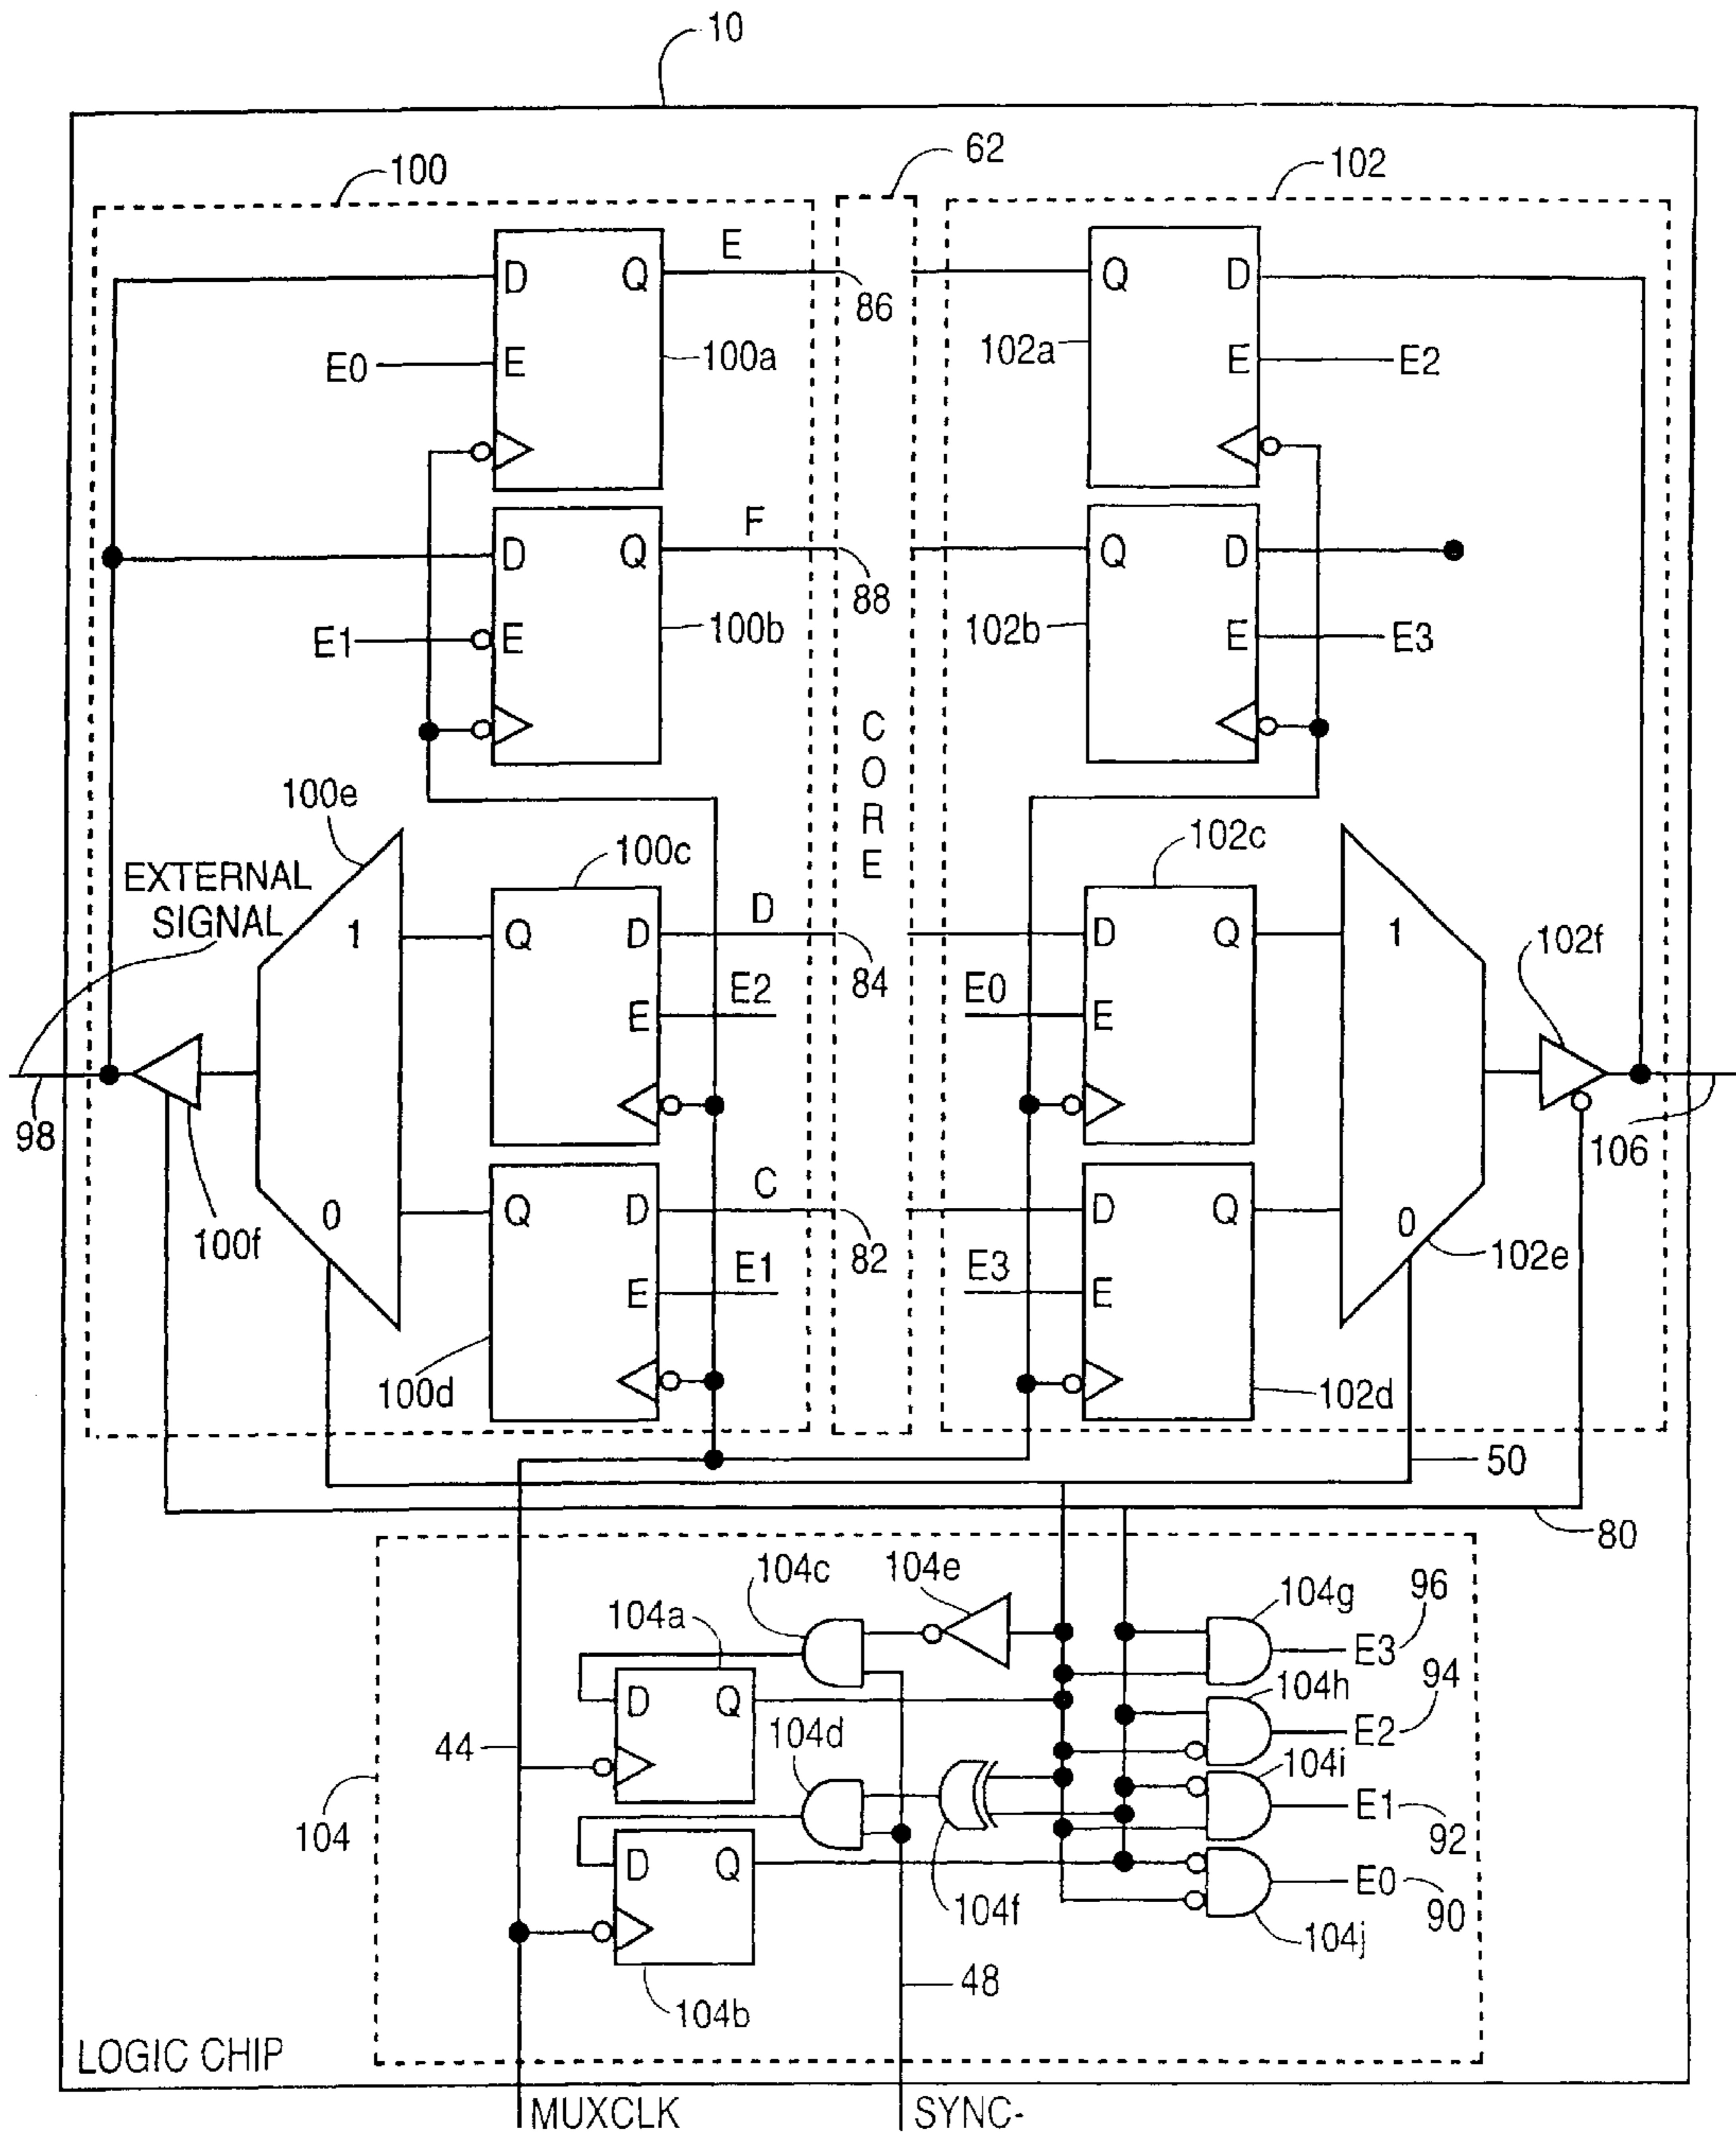 10
100
62
102
D Q E
86
Q D
E0 E
100a
102a
E E2
D Q F
88
Q D
E1 E
100b
102b
E E3
CORE
100e
EXTERNAL
SIGNAL
100c
102c
1 Q D D
84
D Q 1
102f
E E2
E0 E
98
106
100f
0 Q D C
82
D Q 0
102e
E E1
E3 E
100d
102d
50
80
104c
104e
104a
104g
96
E3
D Q
104h
94
E2
44
104d
104i
104
E1
92
D Q
104f
E0
90
104j
104b
48
LOGIC CHIP
MUXCLK
SYNC-